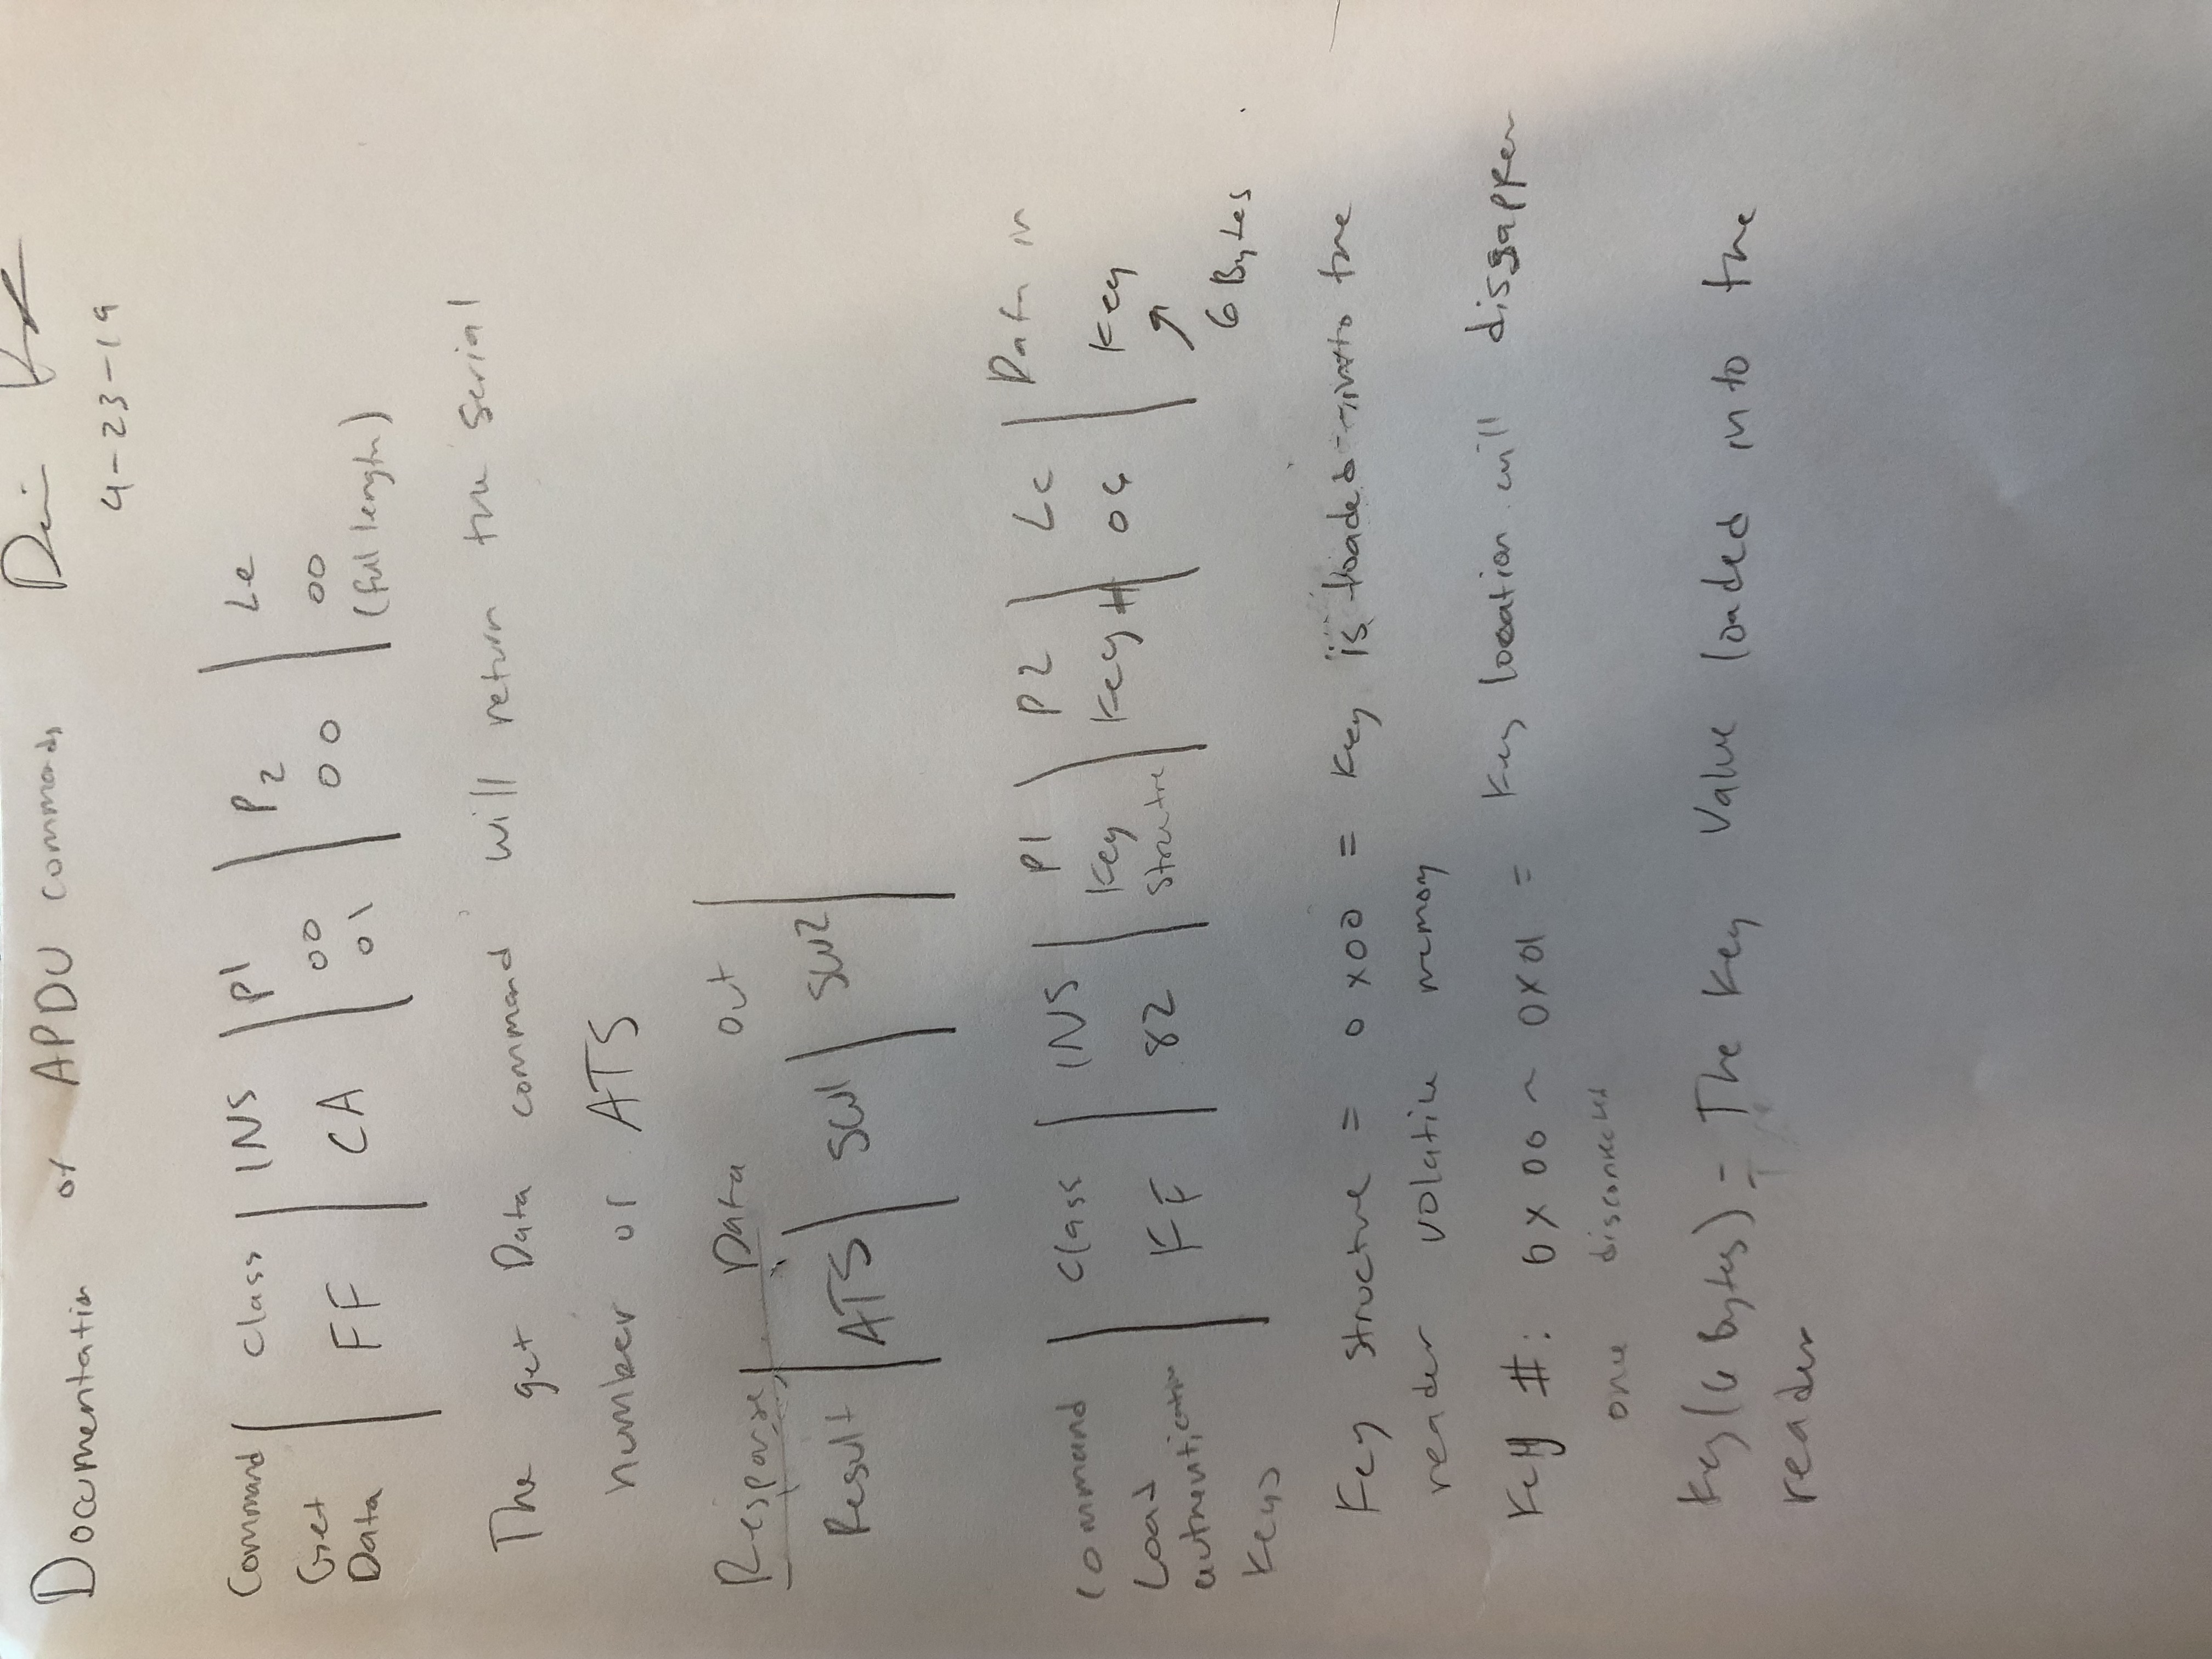 Documentation of APDU commands
4-23-19
Command | Class | INS | P1 | P2 | Le
Get Data | FF | CA | 00 01 | 00 | 00 (full length)
The get Data command will return the serial
number or ATS
Response | Data Out |
Result | ATS | SW1 | SW2 |
Command | Class | INS | P1 | P2 | Lc | Data in
Load authentication Keys | FF | 82 | Key Structre | Key # | 06 | Key
6 Bytes
Key structure = 0x00 = Key is loaded into the
reader volatile memory
Key #: 0x00 ~ 0x01 = Key location will disappear
once disconnected
Key (6 Bytes) = The Key Value loaded into the
reader